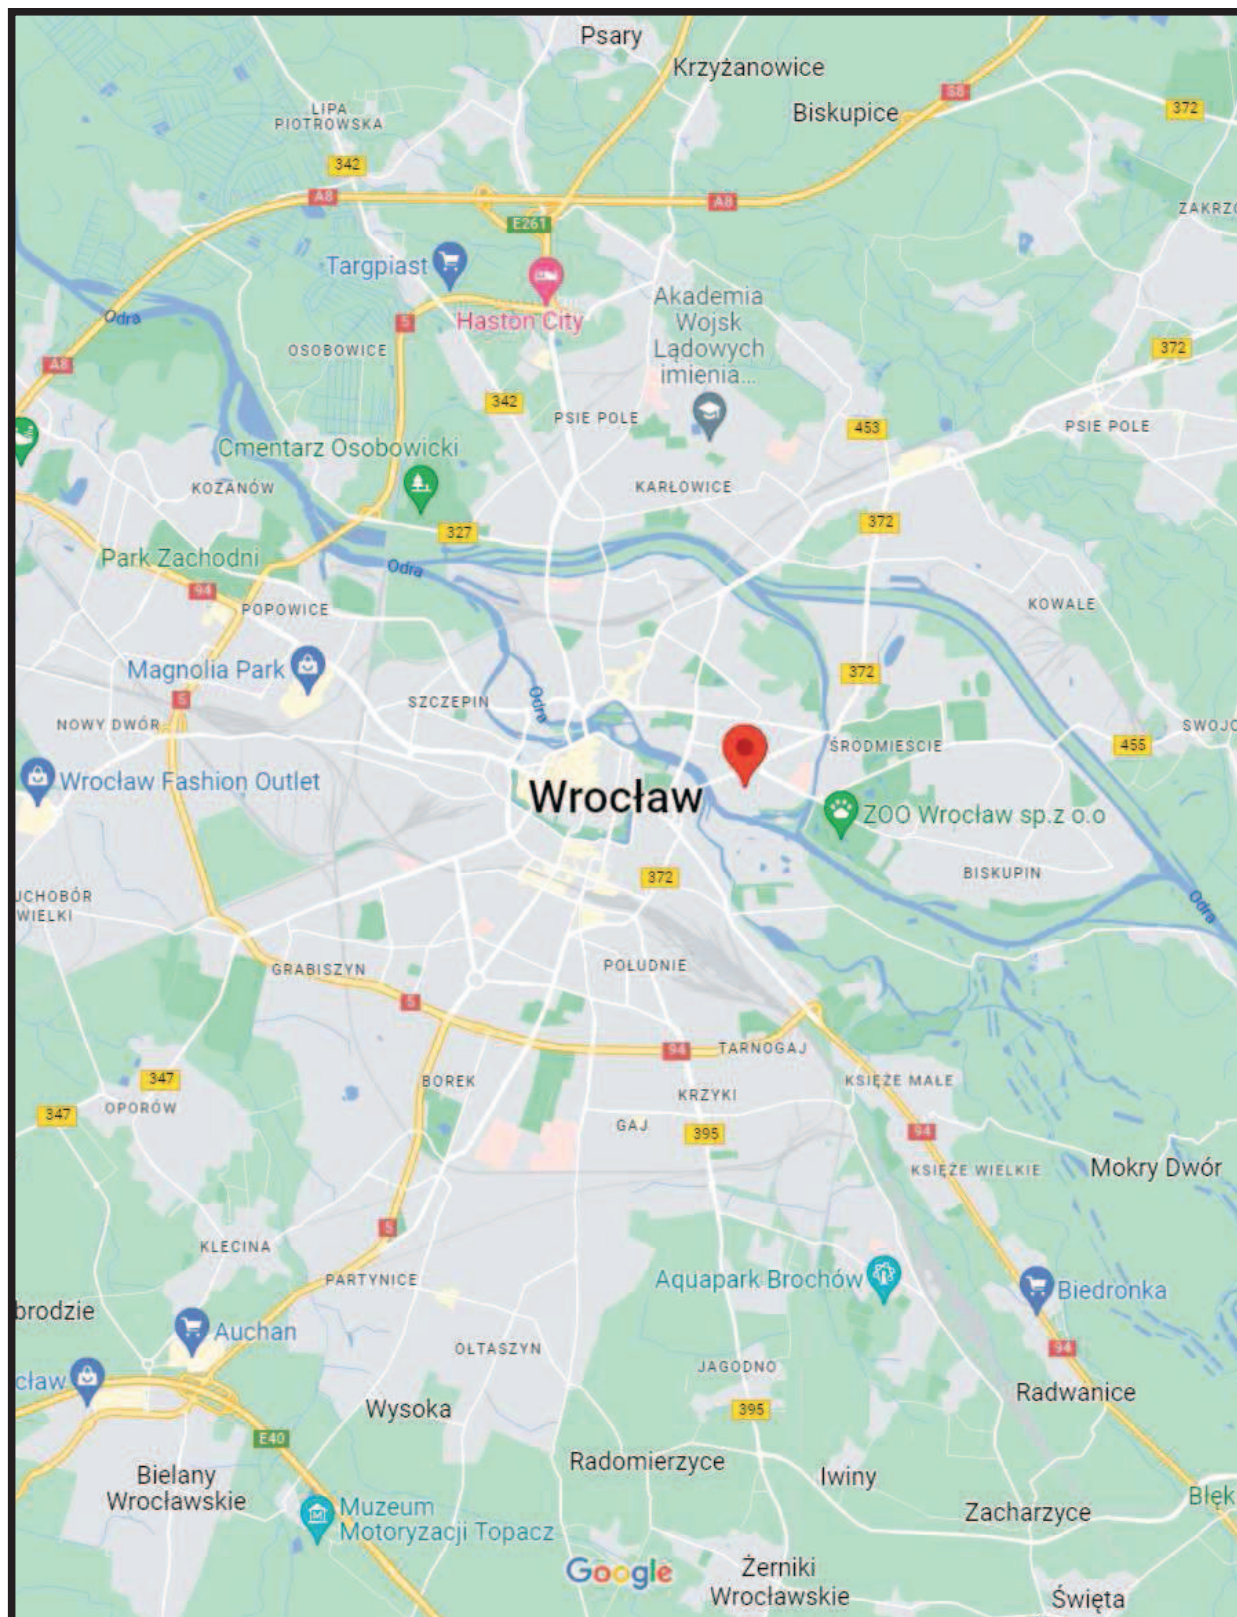 Psary
Krzyżanowice
S8
Biskupice
372
LIPA
PIOTROWSKA
342
A8
A8
ZAKRZ
E261
Targpiast
Odra
Haston City
5
Akademia
Wojsk
Lądowych
imienia...
OSOBOWICE
372
A8
342
PSIE POLE
453
PSIE POLE
Cmentarz Osobowicki
KOZANÓW
KARŁOWICE
327
372
Park Zachodni
Odra
94
POPOWICE
KOWALE
Magnolia Park
372
5
SZCZEPIN
Odra
NOWY DWÓR
ŚRÓDMIEŚCIE
455
SWOJC
Wrocław Fashion Outlet
Wrocław
ZOO Wrocław sp.z o.o
372
BISKUPIN
UCHOBÓR
WIELKI
Odra
GRABISZYN
POŁUDNIE
5
94
TARNOGAJ
347
BOREK
KSIĘŻE MAŁE
KRZYKI
347
OPORÓW
GAJ
395
94
KSIĘŻE WIELKIE
Mokry Dwór
5
KLECINA
PARTYNICE
Aquapark Brochów
Biedronka
brodzie
Auchan
OŁTASZYN
94
JAGODNO
cław
Radwanice
Wysoka
395
E40
Bielany
Wrocławskie
Radomierzyce
Iwiny
Błęk
Muzeum
Motoryzacji Topacz
Zacharzyce
Google
Żerniki
Wrocławskie
Święta